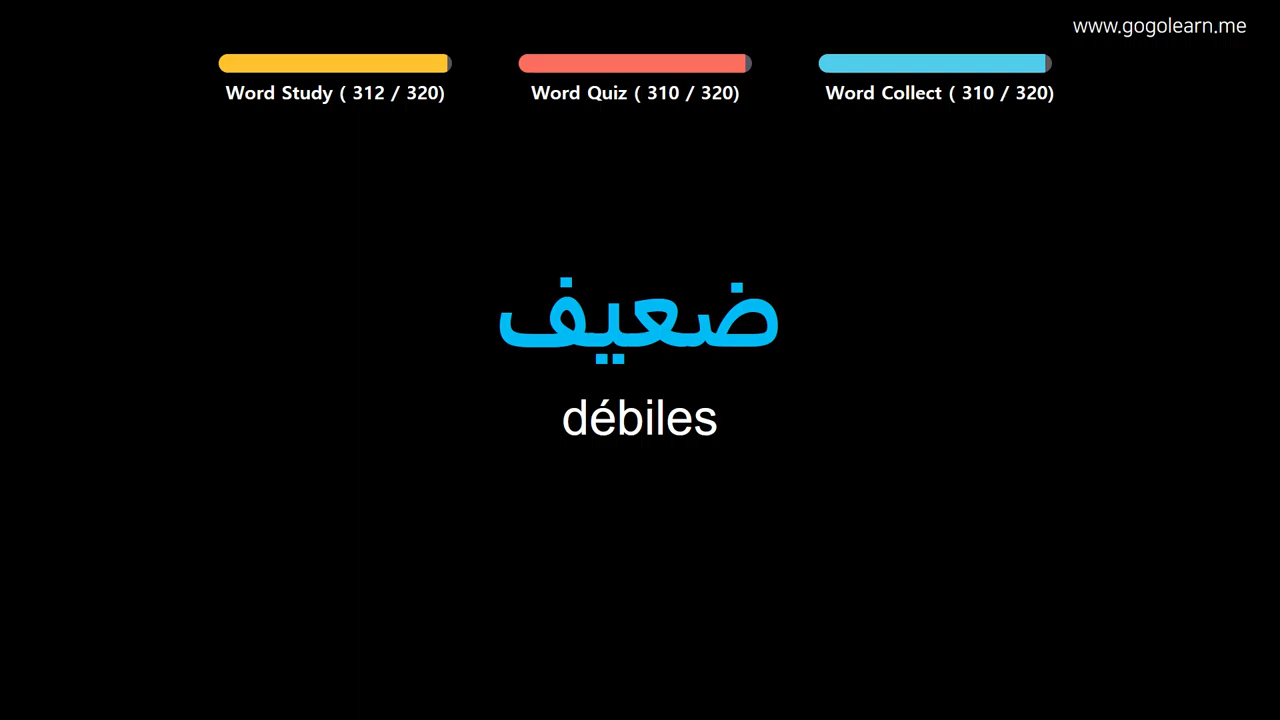 www.gogolearn.me
Word Study ( 312 / 320)
Word Quiz ( 310 / 320)
Word Collect ( 310 / 320)
ضعيف
débiles